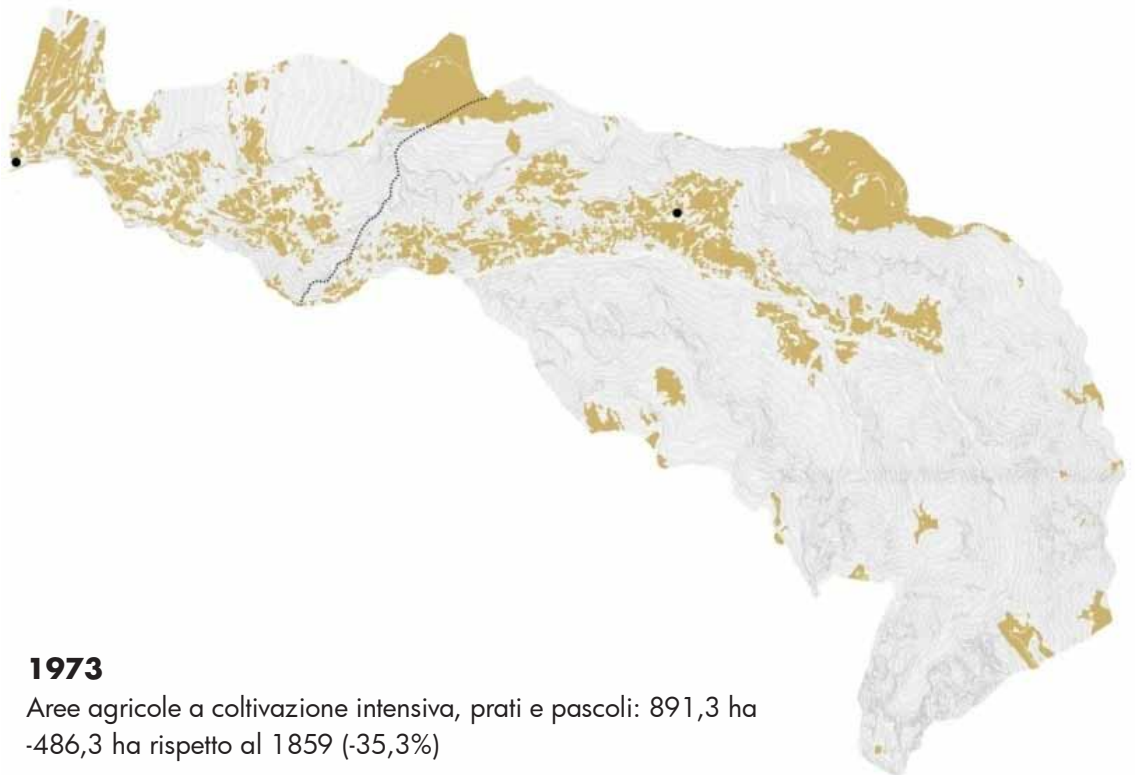 1973
Aree agricole a coltivazione intensiva, prati e pascoli: 891,3 ha
-486,3 ha rispetto al 1859 (-35,3%)